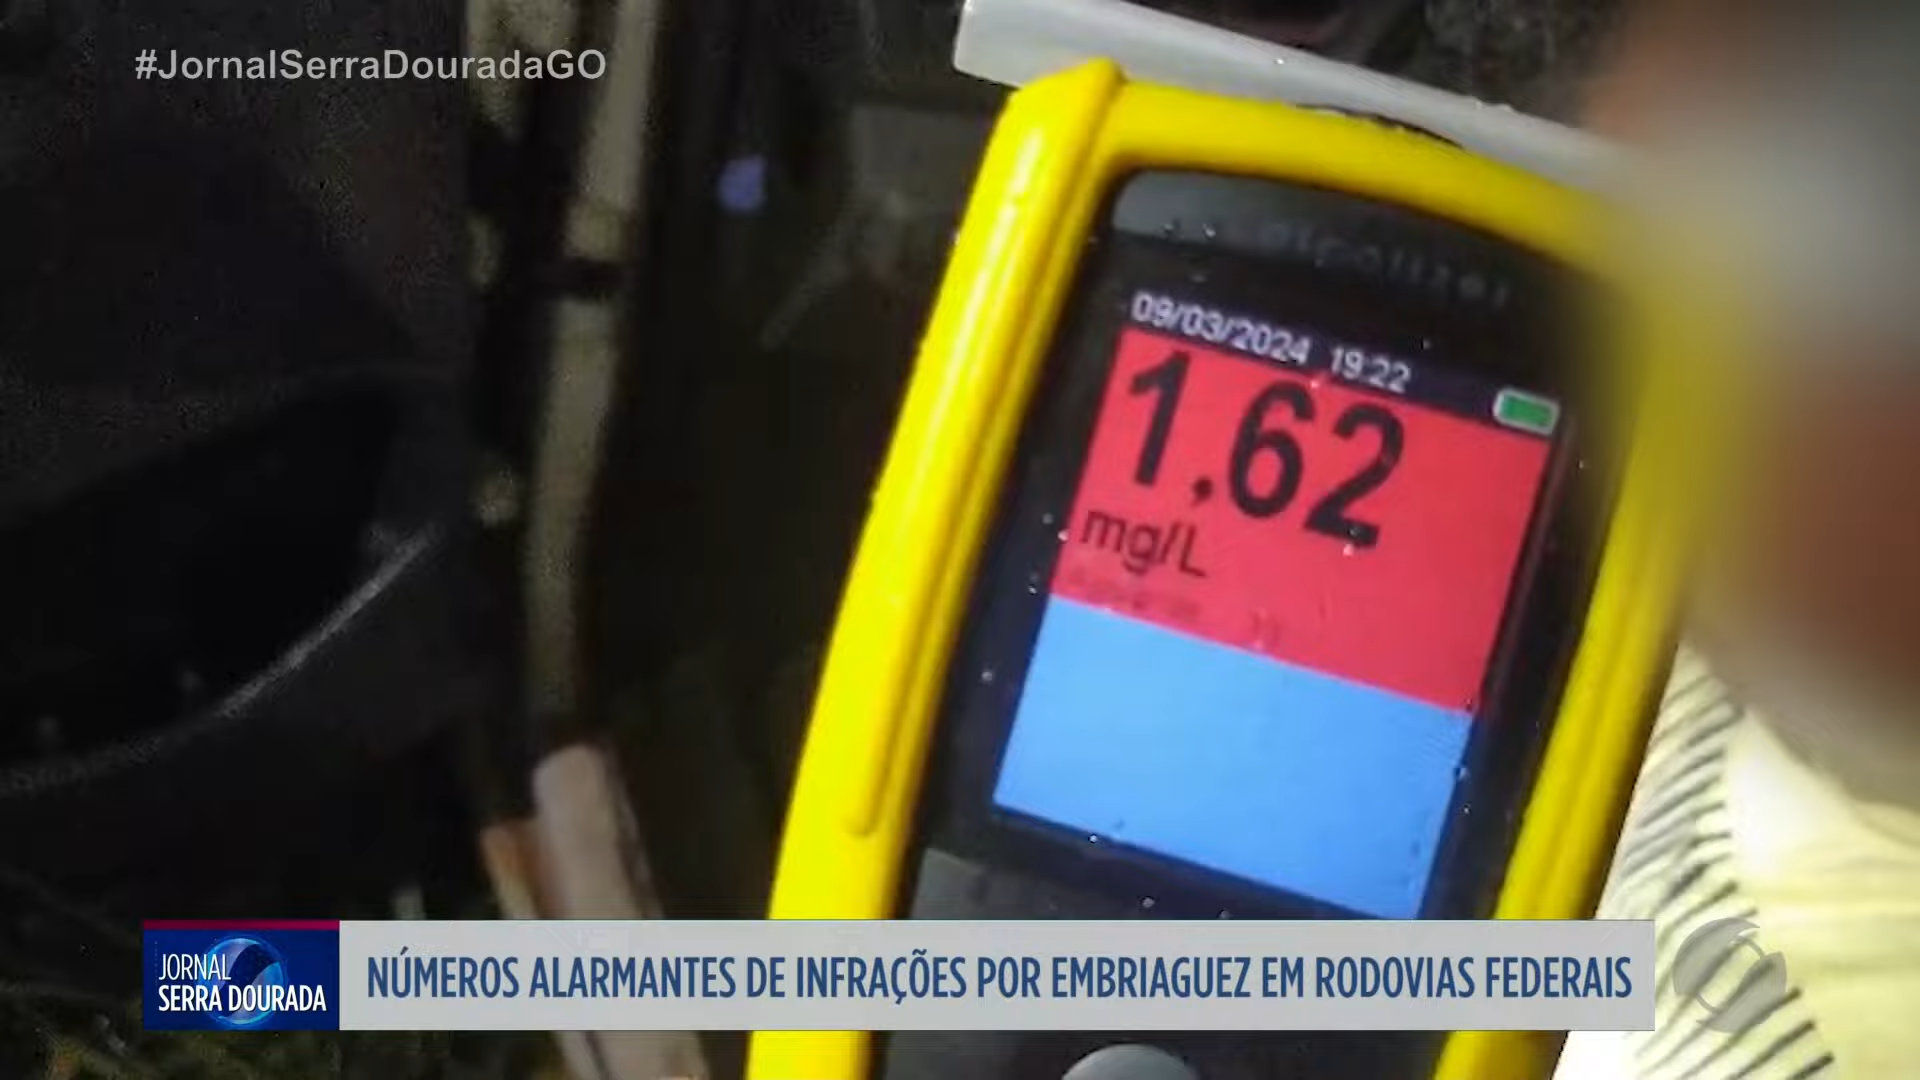 #JornalSerraDouradaGO
09/03/2024 19:22
1,62
mg/L
JORNAL
SERRA DOURADA
NÚMEROS ALARMANTES DE INFRAÇÕES POR EMBRIAGUEZ EM RODOVIAS FEDERAIS